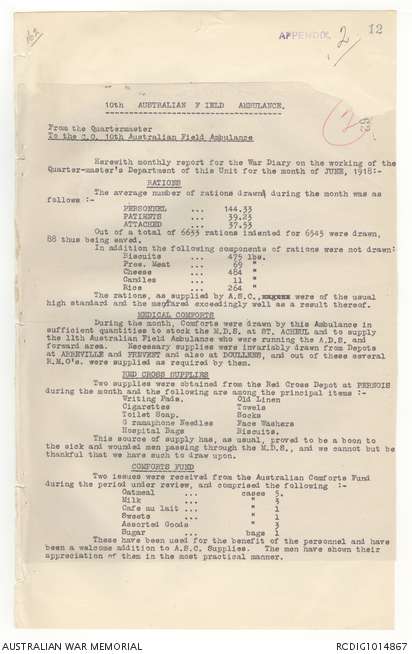 162
APPENDIX.
2
12
2
10th AUSTRALIAN FIELD AMBULANCE.
From the Quartermaster
To the C.O. 10th Australian Field Ambulance
Herewith monthly report for the War Diary on the working of the
Quarter-master's Department of this Unit for the month of JUNE, 1918:-
RATIONS
The average number of rations drawn during the month was as
follows :-
PERSONNEL ... 144.33
PATIENTS ... 39.23
ATTACHED ... 37.53
Out of a total of 6633 rations indented for 6545 were drawn,
88 thus being saved.
In addition the following components of rations were not drawn:
Biscuits ... 475 lbs.
Pres. Meat ... 69 "
Cheese ... 484 "
Candles ... 11 "
Rice ... 264 "
The rations, as supplied by A.S.C., were of the usual
high standard and the men fared exceedingly well as a result thereof.
MEDICAL COMFORTS
During the month, Comforts were drawn by this Ambulance in
sufficient quantities to stock the M.D.S. at ST. ACHEUL and to supply
the 11th Australian Field Ambulance who were running the A.D.S. and
forward area. Necessary supplies were invariably drawn from Depots
at ABBEVILLE and FREVENT and also at DOULLENS, and out of these several
R.M.O's. were supplied as required by them.
RED CROSS SUPPLIES
Two supplies were obtained from the Red Cross Depot at PERNOIS
during the month and the following are among the principal items :-
Writing Pads. Old Linen
Cigarettes Towels
Toilet Soap. Socks
Gramaphone Needles Face Washers
Hospital Bags Biscuits.
This source of supply has, as usual, proved to be a boon to
the sick and wounded men passing through the M.D.S., and we cannot but be
thankful that we have such to draw upon.
COMFORTS FUND
Two issues were received from the Australian Comforts Fund
during the period under review, and comprised the following :-
Oatmeal ... cases 5.
Milk ... " 3
Cafe au lait ... " 1
Sweets ... " 1
Assorted Goods " 3
Sugar ... bags 1
These have been used for the benefit of the personnel and have
been a welcome addition to A.S.C. Supplies. The men have shown their
appreciation of them in the most practical manner.
AUSTRALIAN WAR MEMORIAL
RCDIG1014867